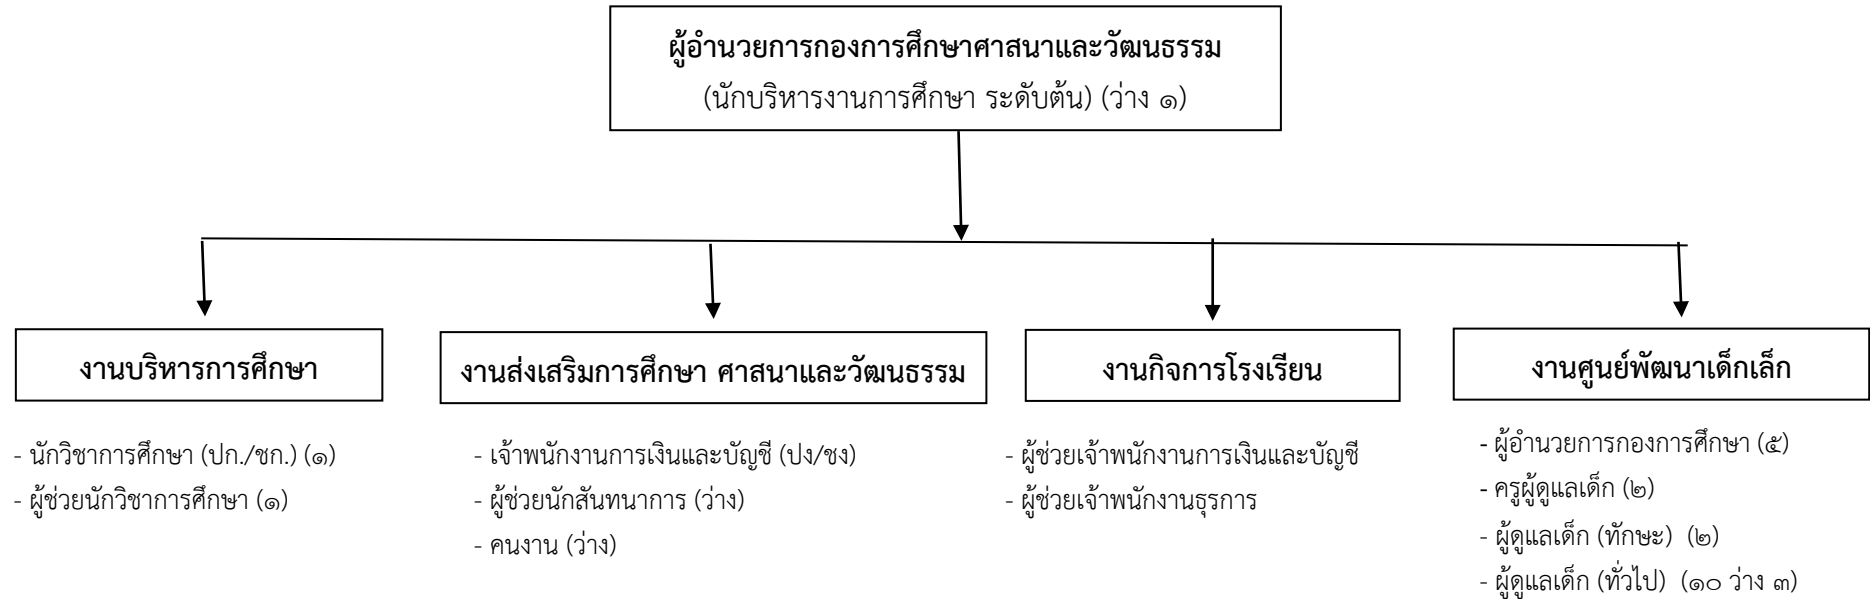 ผู้อำนวยการกองการศึกษาศาสนาและวัฒนธรรม
(นักบริหารงานการศึกษา ระดับต้น) (ว่าง ๑)
งานบริหารการศึกษา
- นักวิชาการศึกษา (ปก./ชก.) (๑)
- ผู้ช่วยนักวิชาการศึกษา (๑)
งานส่งเสริมการศึกษา ศาสนาและวัฒนธรรม
- เจ้าพนักงานการเงินและบัญชี (ปง/ชง)
- ผู้ช่วยนักสันทนาการ (ว่าง)
- คนงาน (ว่าง)
งานกิจการโรงเรียน
- ผู้ช่วยเจ้าพนักงานการเงินและบัญชี
- ผู้ช่วยเจ้าพนักงานธุรการ
งานศูนย์พัฒนาเด็กเล็ก
- ผู้อำนวยการกองการศึกษา (๕)
- ครูผู้ดูแลเด็ก (๒)
- ผู้ดูแลเด็ก (ทักษะ) (๒)
- ผู้ดูแลเด็ก (ทั่วไป) (๑๐ ว่าง ๓)